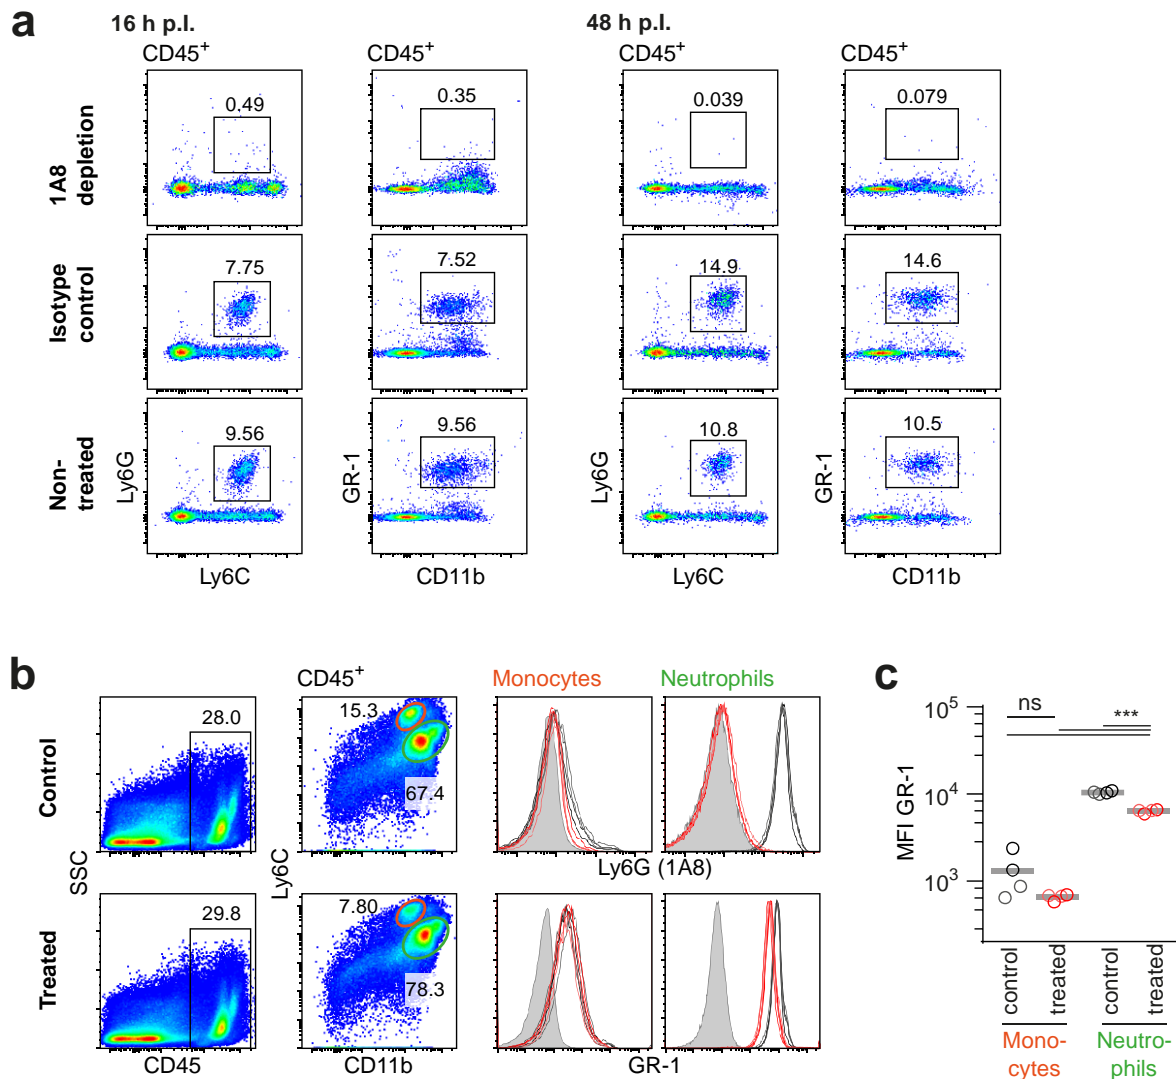 a
16 h p.I.
48 h p.I.
CD45+
CD45+
CD45+
CD45+
1A8 depletion
0.49
0.35
0.039
0.079
Isotype control
7.75
7.52
14.9
14.6
Non-treated
9.56
9.56
10.8
10.5
Ly6G
GR-1
Ly6G
GR-1
Ly6C
CD11b
Ly6C
CD11b
b
CD45+
Monocytes
Neutrophils
Control
28.0
15.3
67.4
SSC
Ly6C
Ly6G (1A8)
Treated
29.8
7.80
78.3
CD45
CD11b
GR-1
c
ns
***
10^5
10^4
10^3
MFI GR-1
control
treated
control
treated
Mono-
cytes
Neutro-
phils